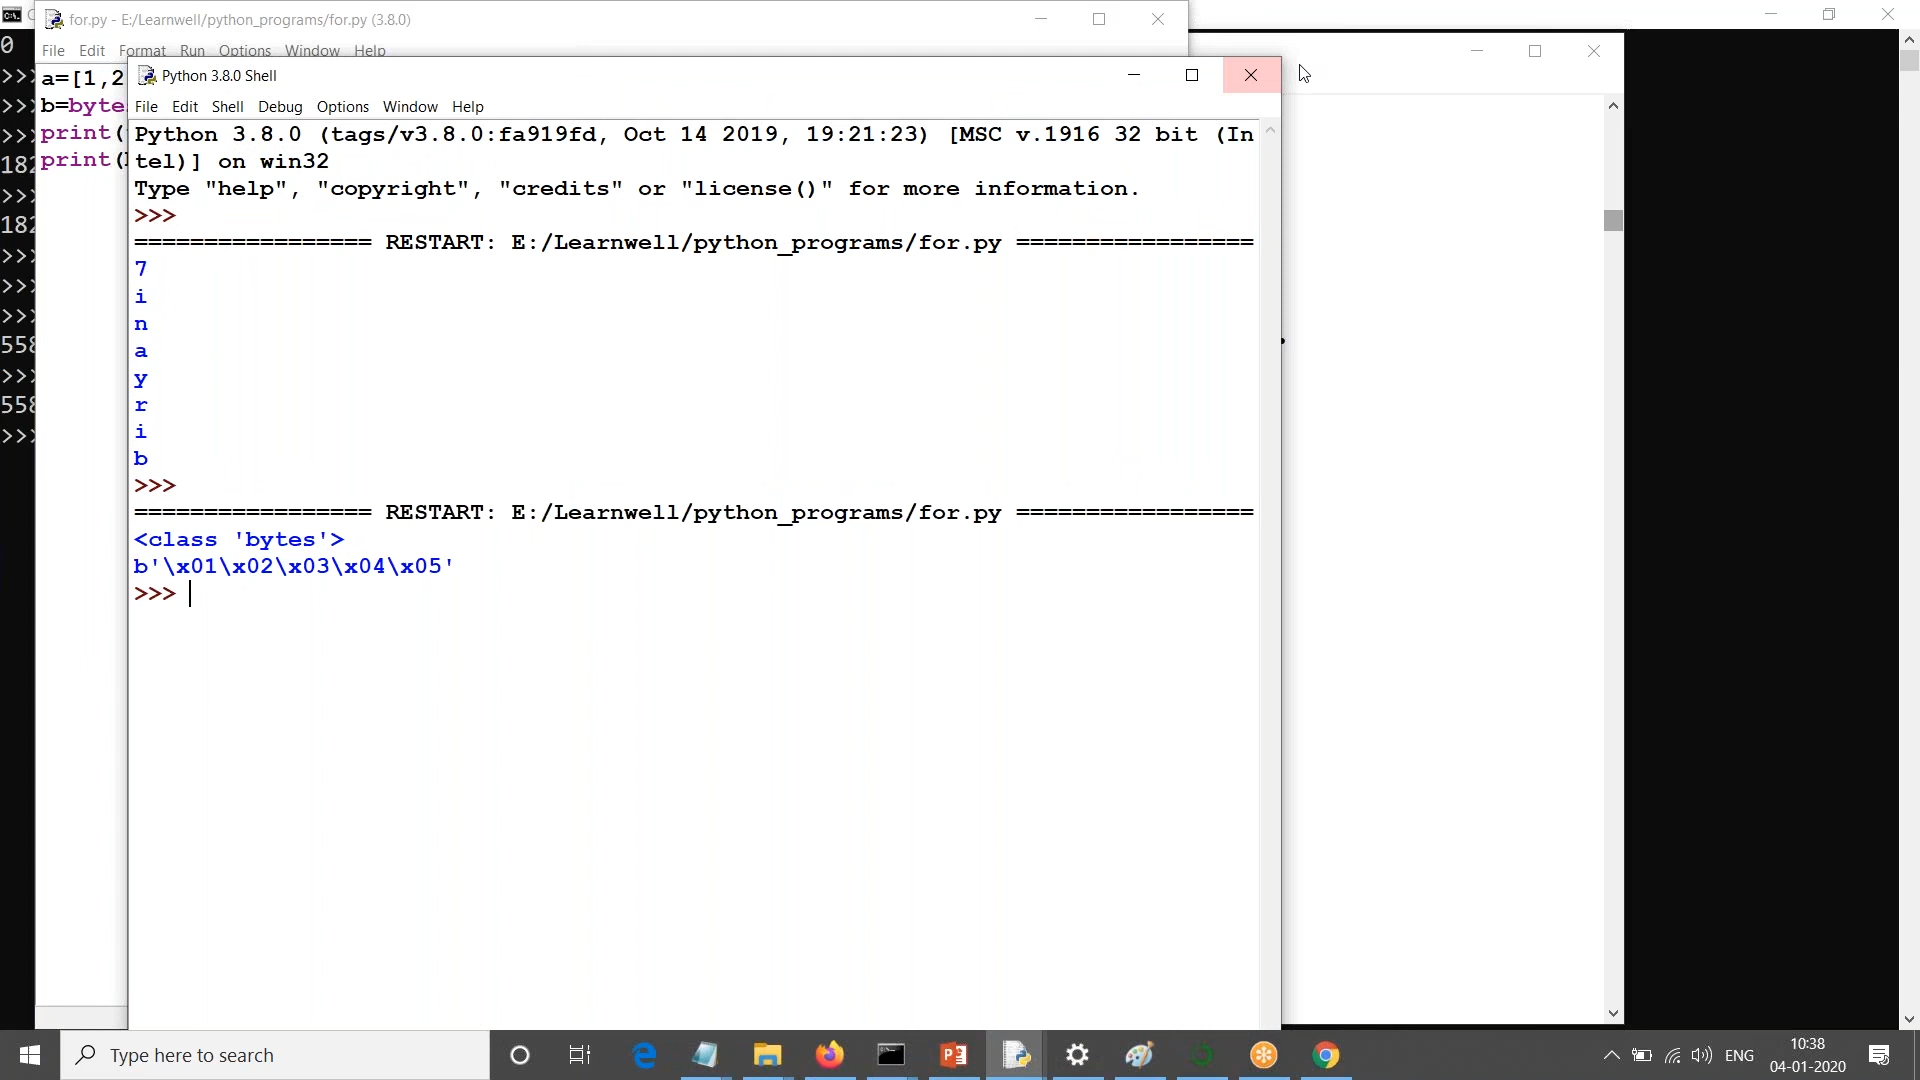 for.py - E:/Learnwell/python_programs/for.py (3.8.0)
File Edit Format Run Options Window Help
0
>>>
>>>
>>>
182
>>>
182
>>>
>>>
>>>
558
>>>
558
>>>
a=[1,2
b=byte
print(
print(
Python 3.8.0 Shell
File Edit Shell Debug Options Window Help
Python 3.8.0 (tags/v3.8.0:fa919fd, Oct 14 2019, 19:21:23) [MSC v.1916 32 bit (In
tel)] on win32
Type "help", "copyright", "credits" or "license()" for more information.
>>>
================= RESTART: E:/Learnwell/python_programs/for.py =================
7
i
n
a
y
r
i
b
>>>
================= RESTART: E:/Learnwell/python_programs/for.py =================
<class 'bytes'>
b'\x01\x02\x03\x04\x05'
>>>
Type here to search
ENG
10:38
04-01-2020